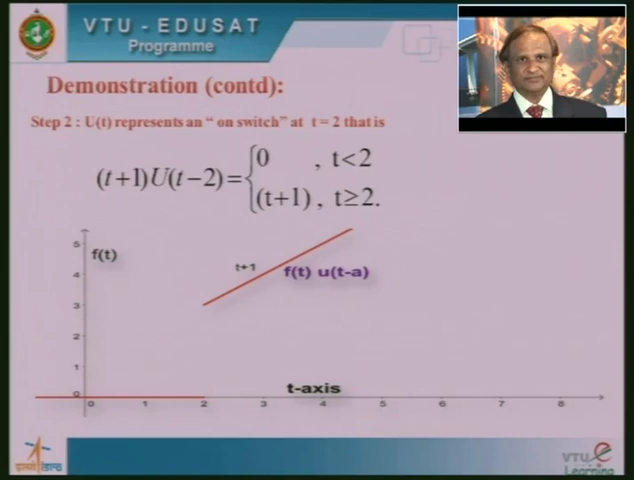 VTU - EDUSAT
Programme
Demonstration (contd):
Step 2 : U(t) represents an “ on switch” at t = 2 that is
(t+1)U(t−2)= {0 , t<2
(t+1) , t≥2.
5
f(t)
4
t+1
f(t) u(t-a)
3
2
1
t-axis
0
0 1 2 3 4 5 6 7 8
VTU e
Learning